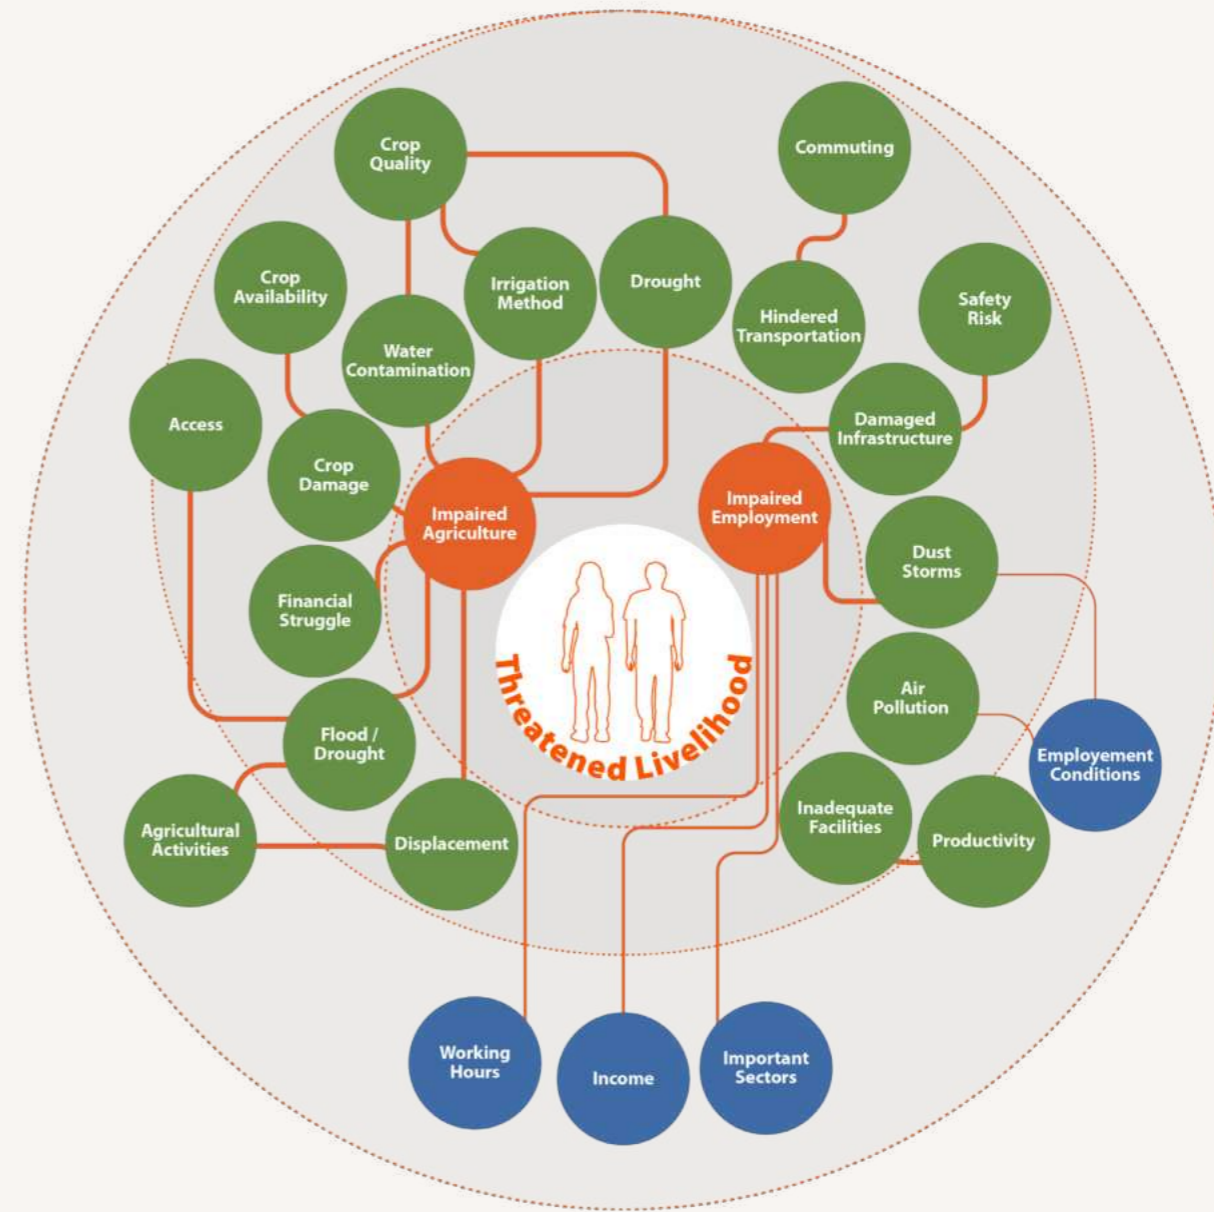 Crop
Quality
Commuting
Crop
Availability
Irrigation
Method
Drought
Safety
Risk
Hindered
Transportation
Water
Contamination
Access
Damaged
Infrastructure
Crop
Damage
Impaired
Agriculture
Impaired
Employment
Dust
Storms
Financial
Struggle
Threatened Livelihood
Air
Pollution
Flood /
Drought
Employement
Conditions
Agricultural
Activities
Displacement
Inadequate
Facilities
Productivity
Working
Hours
Income
Important
Sectors